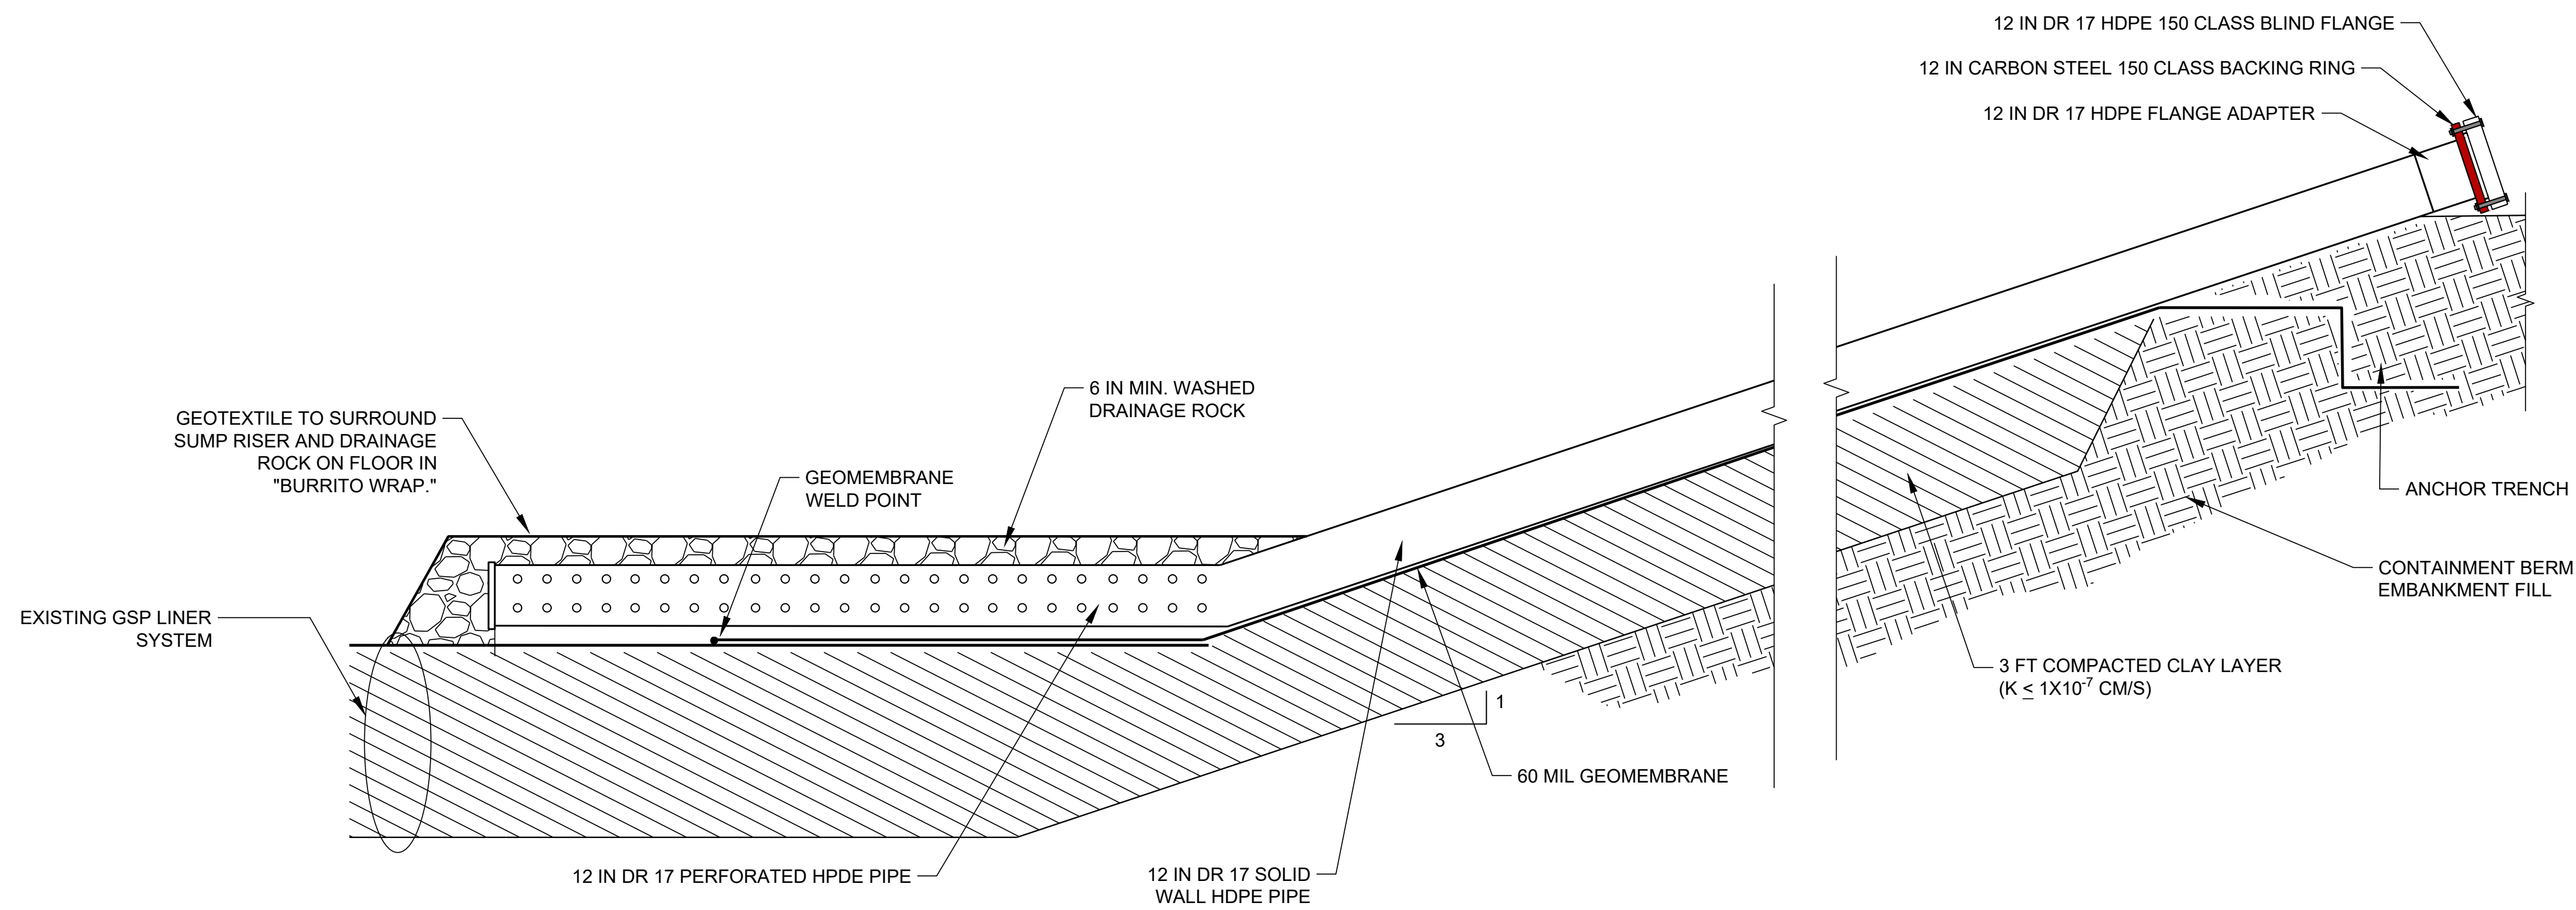 12 IN DR 17 HDPE 150 CLASS BLIND FLANGE
12 IN CARBON STEEL 150 CLASS BACKING RING
12 IN DR 17 HDPE FLANGE ADAPTER
6 IN MIN. WASHED
DRAINAGE ROCK
GEOTEXTILE TO SURROUND
SUMP RISER AND DRAINAGE
ROCK ON FLOOR IN
"BURRITO WRAP."
GEOMEMBRANE
WELD POINT
ANCHOR TRENCH
CONTAINMENT BERM
EMBANKMENT FILL
EXISTING GSP LINER
SYSTEM
3 FT COMPACTED CLAY LAYER
(K ≤ 1X10⁻⁷ CM/S)
1
3
60 MIL GEOMEMBRANE
12 IN DR 17 PERFORATED HPDE PIPE
12 IN DR 17 SOLID
WALL HDPE PIPE